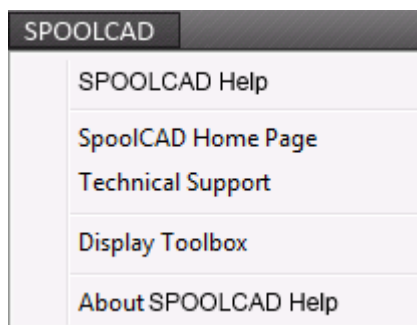 SPOOLCAD
SPOOLCAD Help
SpoolCAD Home Page
Technical Support
Display Toolbox
About SPOOLCAD Help